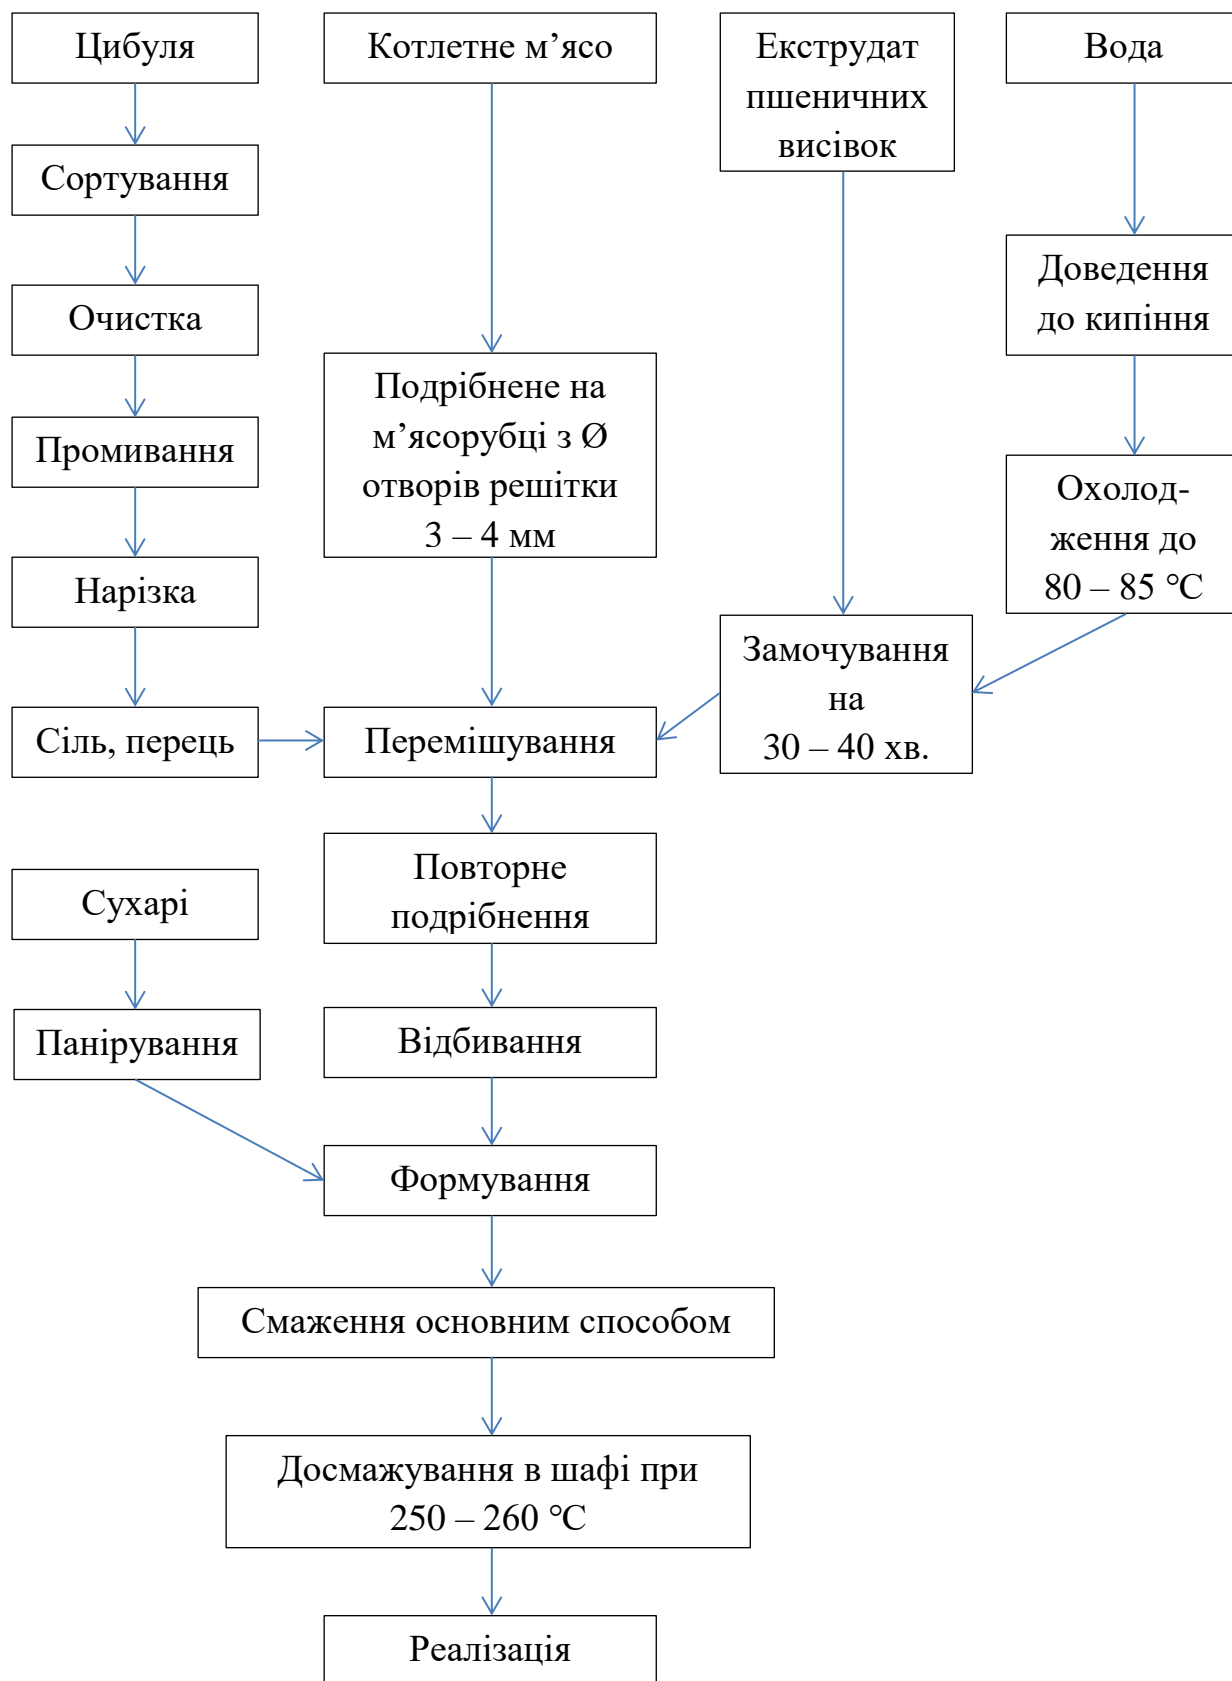 Цибуля
Котлетне м’ясо
Екструдат
пшеничних
висівок
Вода
Сортування
Очистка
Промивання
Нарізка
Сіль, перець
Подрібнене на
м’ясорубці з Ø
отворів решітки
3 – 4 мм
Доведення
до кипіння
Охолод-
ження до
80 – 85 °С
Замочування
на
30 – 40 хв.
Перемішування
Повторне
подрібнення
Сухарі
Панірування
Відбивання
Формування
Смаження основним способом
Досмажування в шафі при
250 – 260 °С
Реалізація